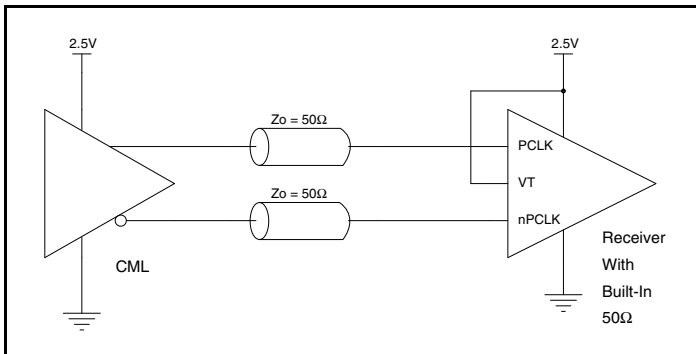 2.5V
2.5V
Zo = 50Ω
PCLK
VT
Zo = 50Ω
nPCLK
CML
Receiver
With
Built-In
50Ω